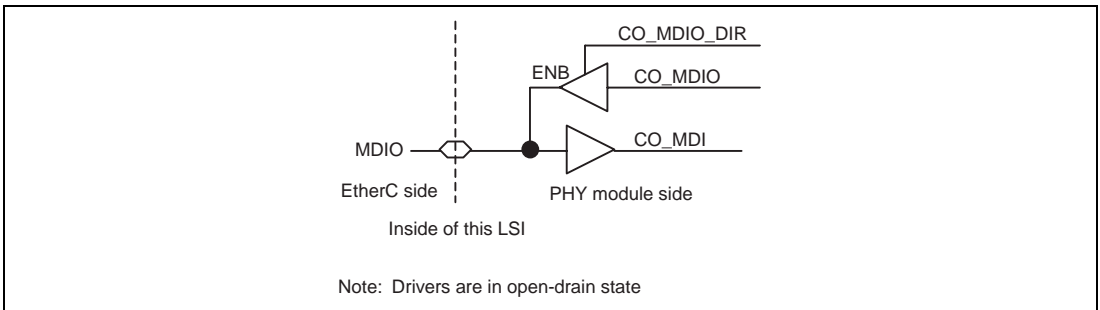 CO_MDIO_DIR
ENB
CO_MDIO
MDIO
CO_MDI
EtherC side
PHY module side
Inside of this LSI
Note: Drivers are in open-drain state